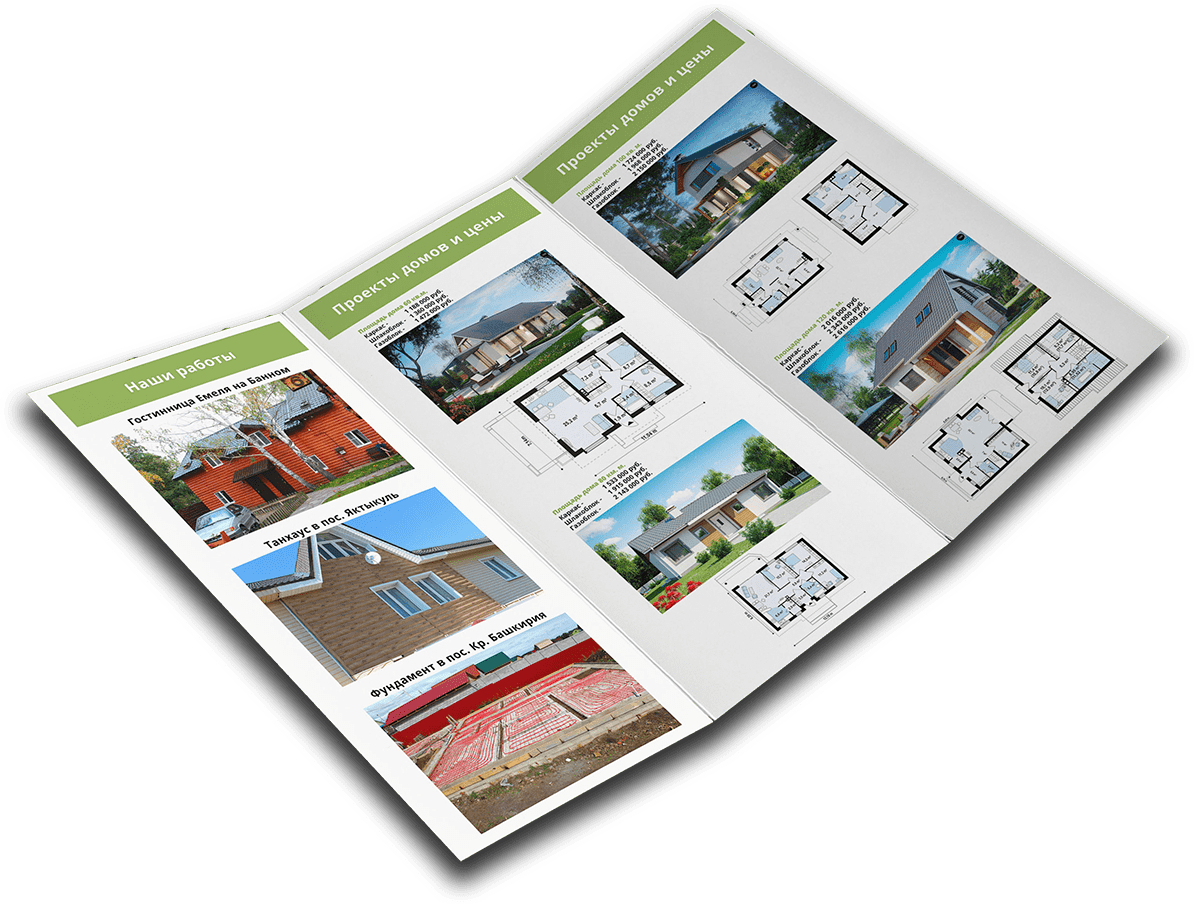 Наши работы
Гостинница Емеля на Банном
Танхаус в пос. Яктыкуль
Фундамент в пос. Кр. Башкирия
Проекты домов и цены
Площадь дома 60 кв.м.
Каркас - 1 188 000 руб.
Шлакоблок - 1 360 000 руб.
Газоблок - 1 472 000 руб.
Площадь дома 80 км. м.
Каркас - 1 533 000 руб.
Шлакоблок - 1 915 000 руб.
Газоблок - 2 143 000 руб.
Проекты домов и цены
Площадь дома 100 кв. м.
Каркас - 1 724 000 руб.
Шлакоблок - 1 968 000 руб.
Газоблок - 2 150 000 руб.
Площадь дома 120 кв. м.
Каркас - 2 016 000 руб.
Шлакоблок - 2 343 000 руб.
Газоблок - 2 616 000 руб.